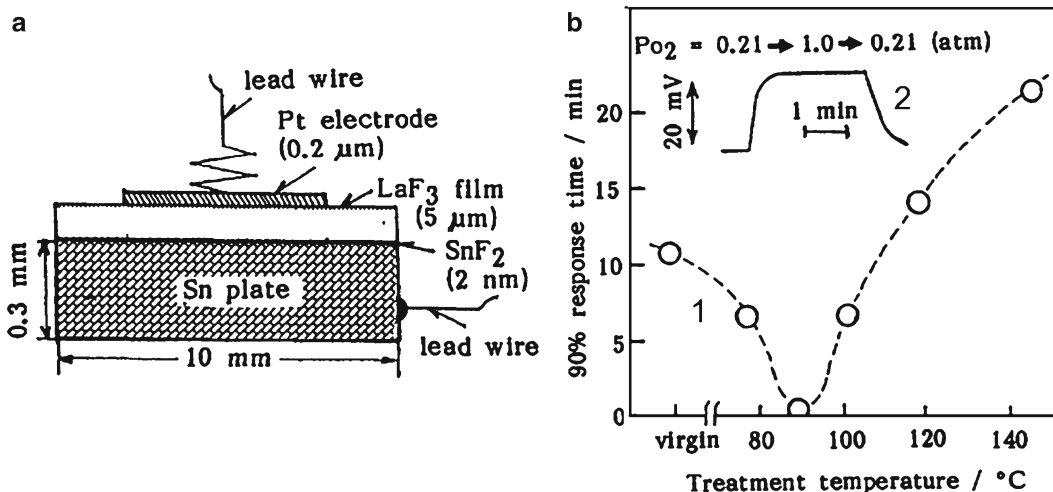 a
lead wire
Pt electrode
(0.2 μm)
LaF3 film
(5 μm)
SnF2
(2 nm)
Sn plate
0.3 mm
lead wire
10 mm
b
Po2 = 0.21 → 1.0 → 0.21 (atm)
20 mV
1 min
2
1
90% response time / min
20
15
10
5
0
virgin 80 100 120 140
Treatment temperature / °C